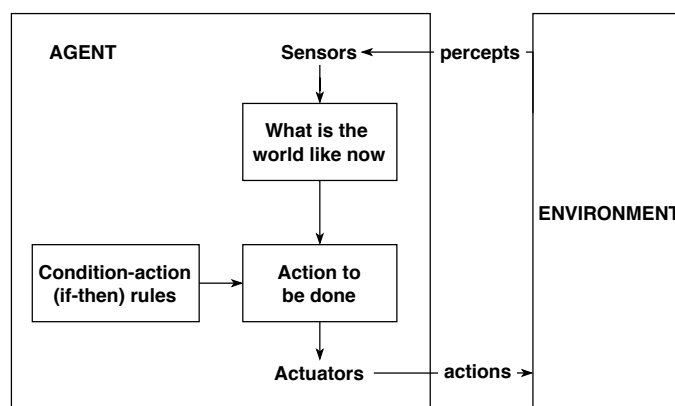 AGENT
Sensors
percepts
What is the
world like now
ENVIRONMENT
Condition-action
(if-then) rules
Action to
be done
Actuators
actions